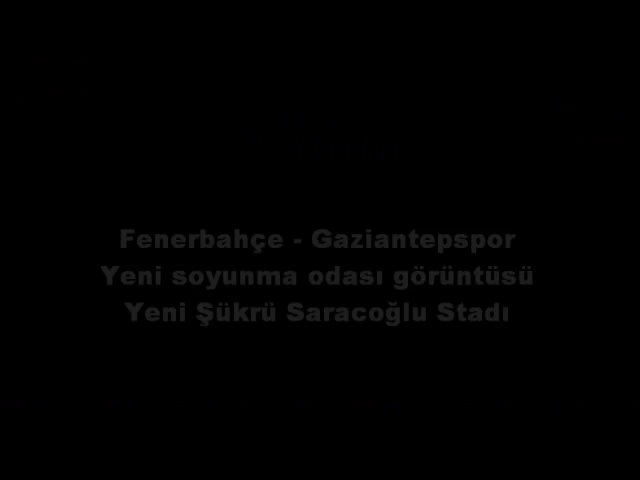 Fenerbahçe - Gaziantepspor
Yeni soyunma odası görüntüsü
Yeni Şükrü Saracoğlu Stadı